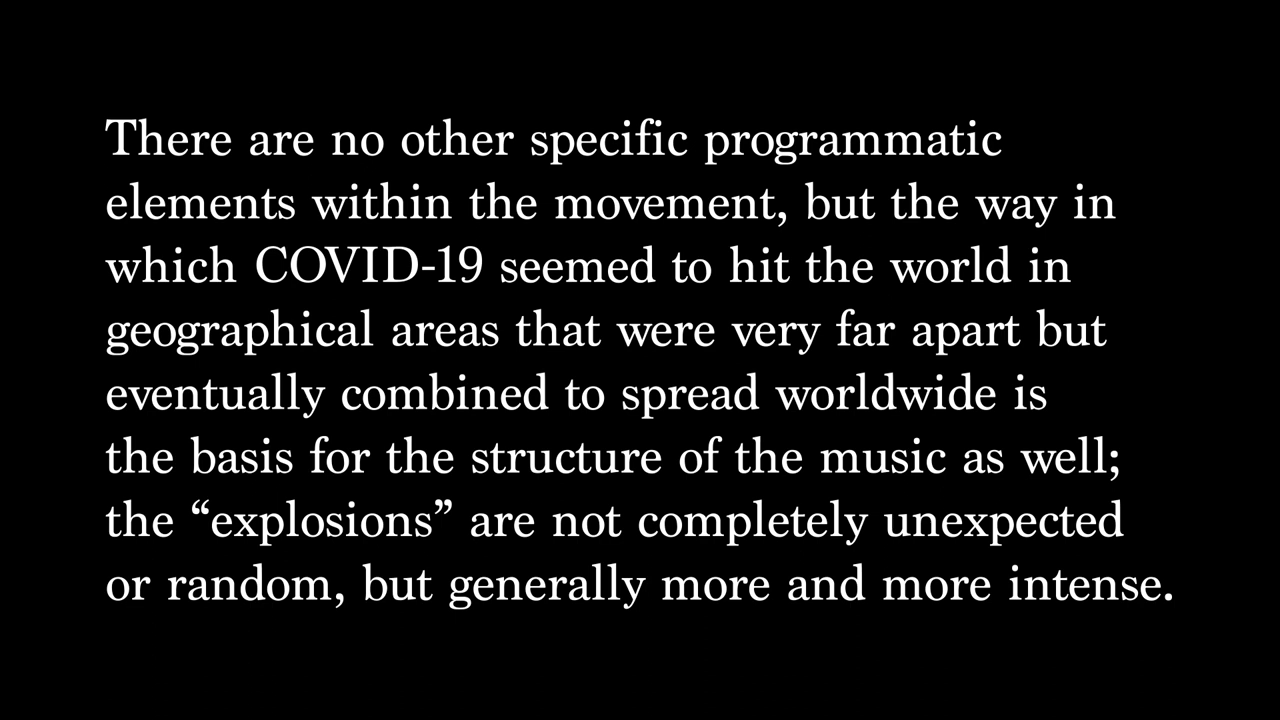 There are no other specific programmatic
elements within the movement, but the way in
which COVID-19 seemed to hit the world in
geographical areas that were very far apart but
eventually combined to spread worldwide is
the basis for the structure of the music as well;
the “explosions” are not completely unexpected
or random, but generally more and more intense.